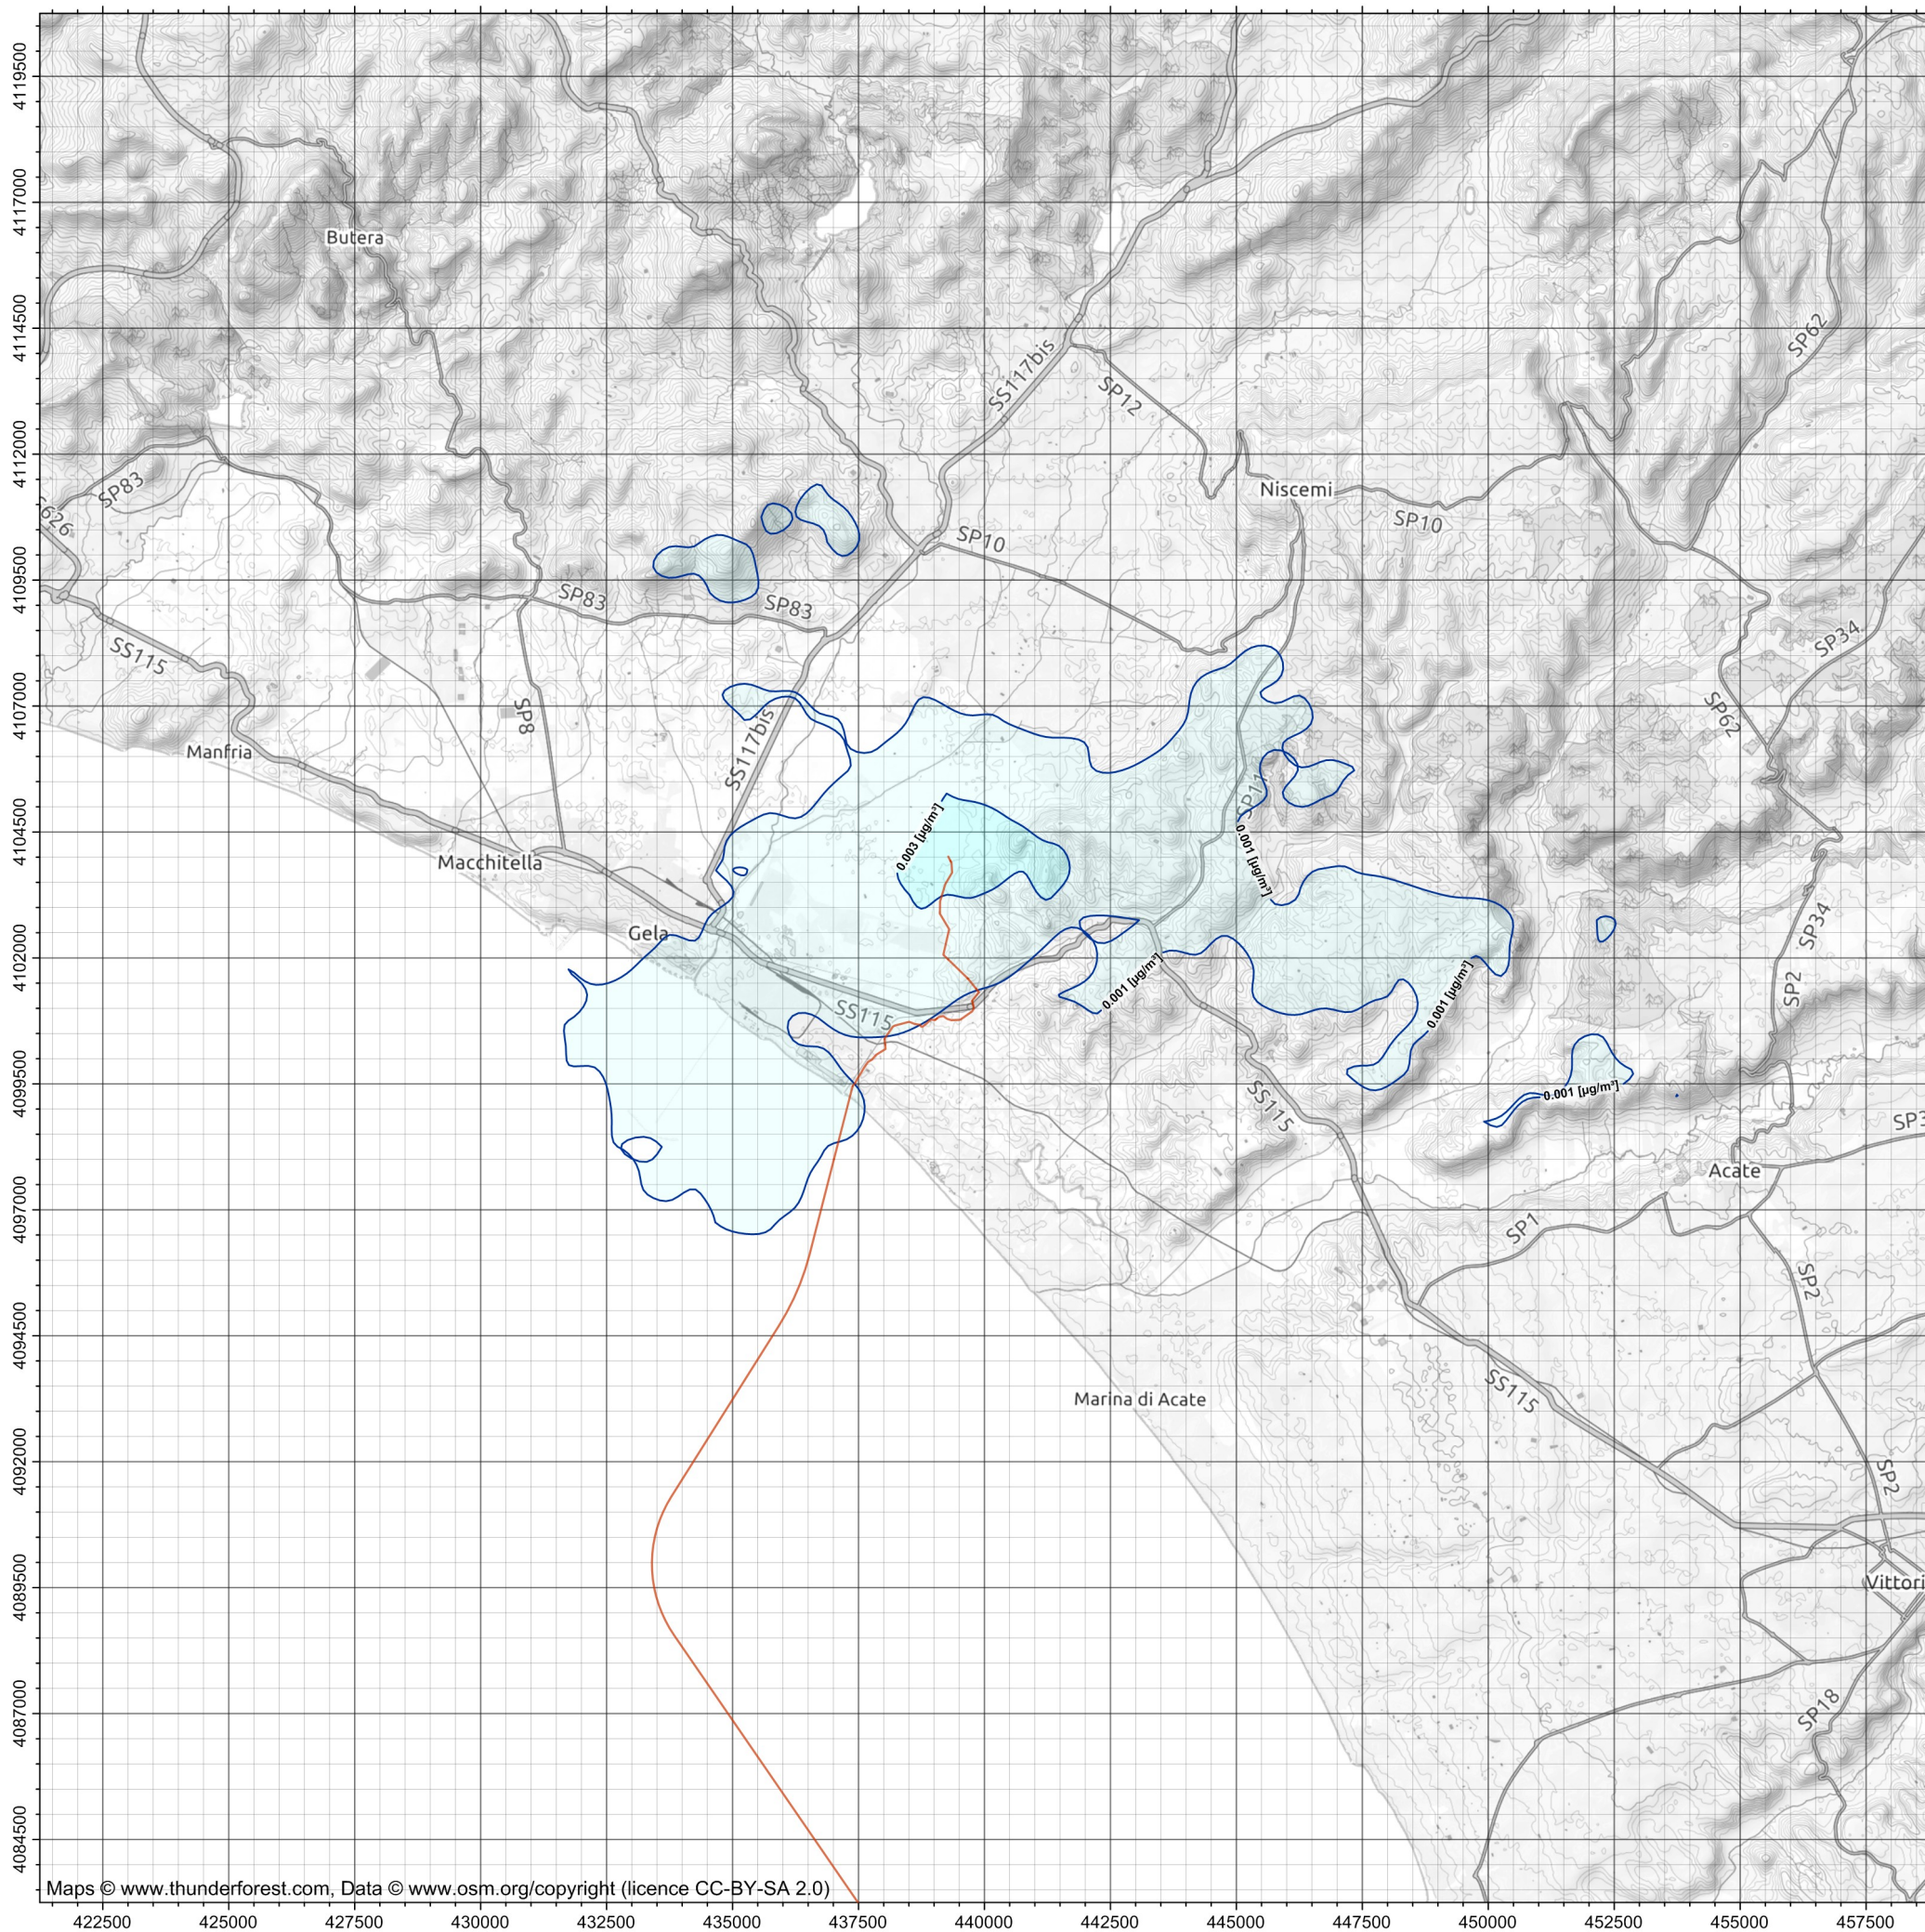 4119500
4117000
Butera
4114500
SP62
SS117bis
SP12
4112000
SP83
Niscemi
SP10
626
SP10
4109500
SP83
SP83
SP34
SS115
4107000
SP8
SP62
Manfria
SS117bis
SP11
4104500
0.003 [µg/m³]
Macchitella
0.001 [µg/m³]
Gela
SP34
4102000
0.001 [µg/m³]
0.001 [µg/m³]
SP2
SS115
4099500
0.001 [µg/m³]
SS115
SP3
Acate
4097000
SP1
SP2
4094500
Marina di Acate
SS115
4092000
SP2
4089500
Vittori
4087000
SP18
4084500
Maps © www.thunderforest.com, Data © www.osm.org/copyright (licence CC-BY-SA 2.0)
422500 425000 427500 430000 432500 435000 437500 440000 442500 445000 447500 450000 452500 455000 457500